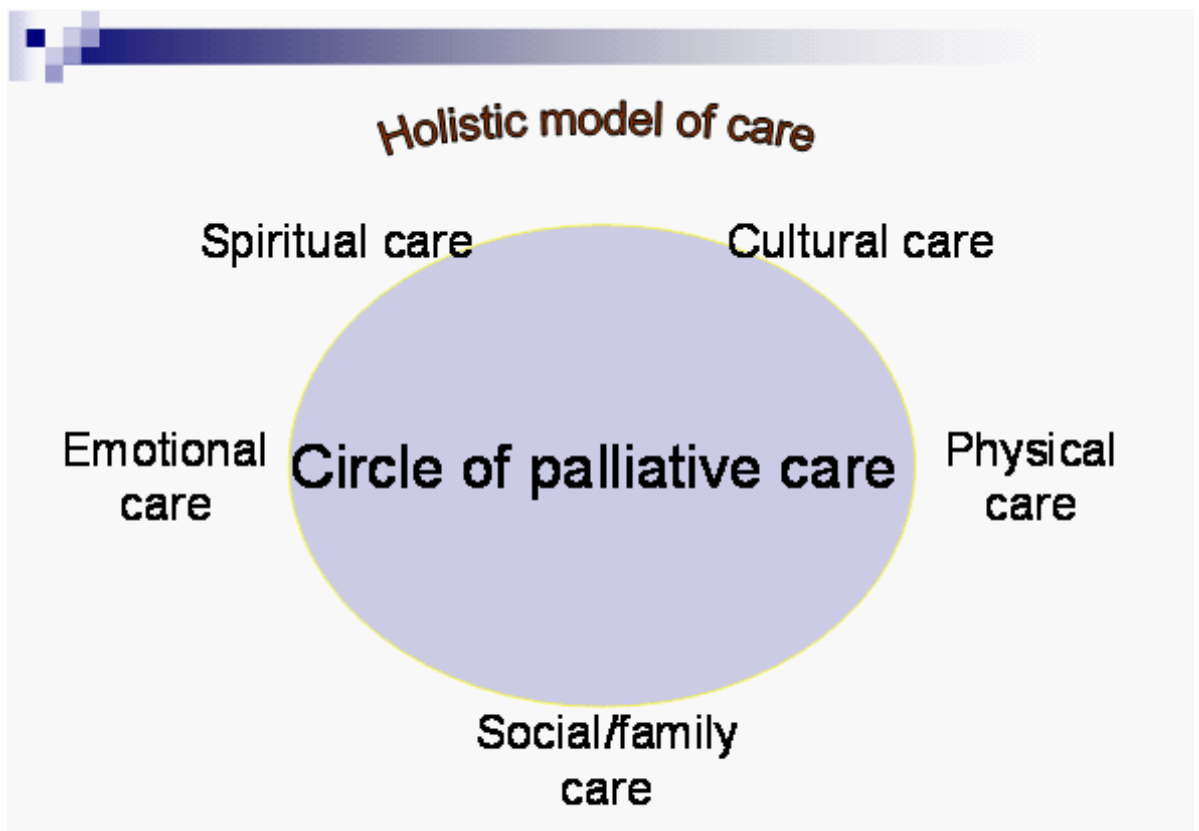 Holistic model of care
Spiritual care
Cultural care
Emotional
care
Circle of palliative care
Physical
care
Social/family
care